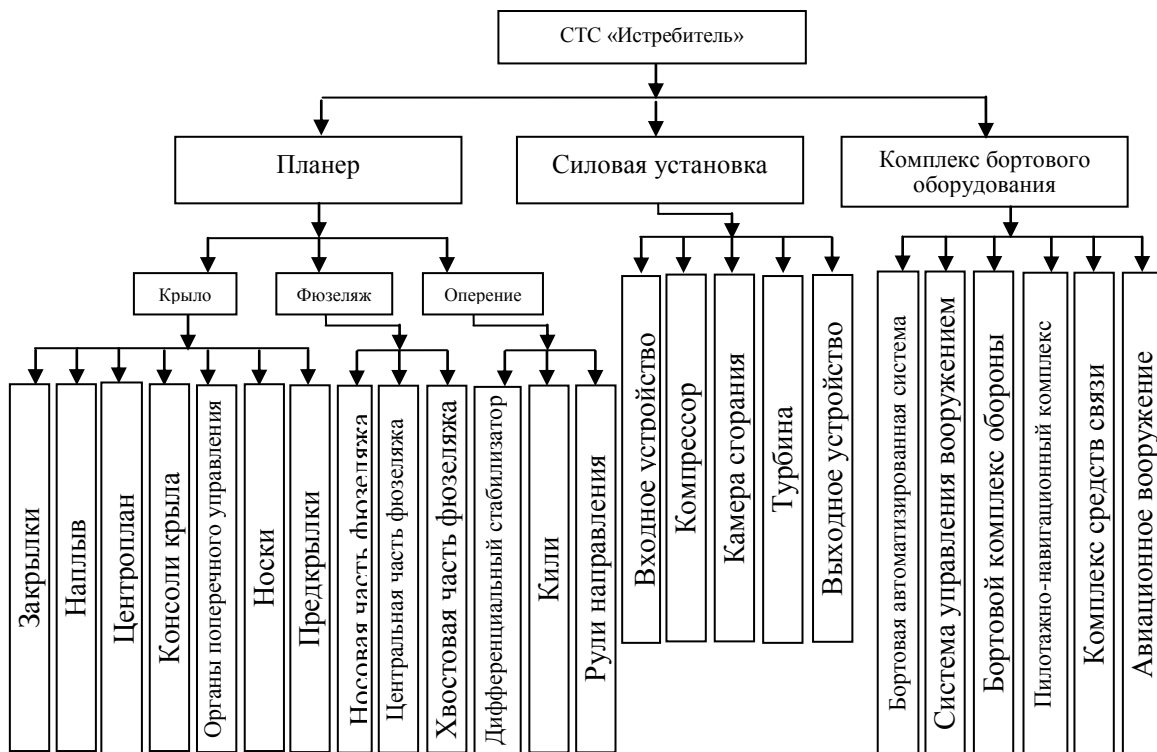 СТС «Истребитель»
Планер
Силовая установка
Комплекс бортового
оборудования
Крыло
Фюзеляж
Оперение
Закрылки
Наплыв
Центроплан
Консоли крыла
Органы поперечного управления
Носки
Предкрылки
Носовая часть фюзеляжа
Центральная часть фюзеляжа
Хвостовая часть фюзеляжа
Дифференциальный стабилизатор
Кили
Рули направления
Входное устройство
Компрессор
Камера сгорания
Турбина
Выходное устройство
Бортовая автоматизированная система
Система управления вооружением
Бортовой комплекс обороны
Пилотажно-навигационный комплекс
Комплекс средств связи
Авиационное вооружение